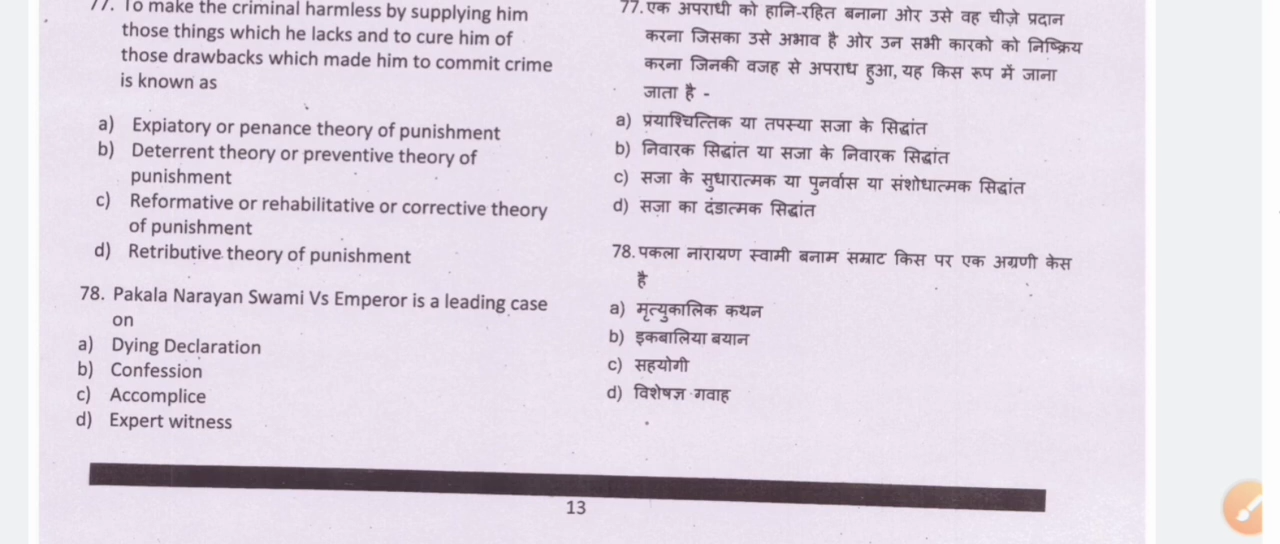 77. To make the criminal harmless by supplying him
those things which he lacks and to cure him of
those drawbacks which made him to commit crime
is known as
a) Expiatory or penance theory of punishment
b) Deterrent theory or preventive theory of
punishment
c) Reformative or rehabilitative or corrective theory
of punishment
d) Retributive theory of punishment
78. Pakala Narayan Swami Vs Emperor is a leading case
on
a) Dying Declaration
b) Confession
c) Accomplice
d) Expert witness
77. एक अपराधी को हानि-रहित बनाना ओर उसे वह चीज़े प्रदान
करना जिसका उसे अभाव है ओर उन सभी कारको को निष्क्रिय
करना जिनकी वजह से अपराध हुआ, यह किस रूप में जाना
जाता है -
a) प्रंयाश्चित्तिक या तपस्या सजा के सिद्धांत
b) निवारक सिद्धांत या सजा के निवारक सिद्धांत
c) सजा के सुधारात्मक या पुनर्वास या संशोधात्मक सिद्धांत
d) सजा का दंडात्मक सिद्धांत
78. पकला नारायण स्वामी बनाम सम्राट किस पर एक अग्रणी केस
है
a) मृत्युकालिक कथन
b) इकबालिया बयान
c) सहयोगी
d) विशेषज्ञ गवाह
13